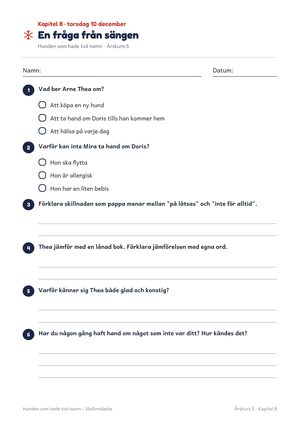 Kapitel 8 · torsdag 10 december
En fråga från sängen
Hunden som hade två namn · Årskurs 5
Namn:
Datum:
1 Vad ber Arne Thea om?
Att köpa en ny hund
Att ta hand om Doris tills han kommer hem
Att hälsa på varje dag
2 Varför kan inte Mira ta hand om Doris?
Hon ska flytta
Hon är allergisk
Hon har en liten bebis
3 Förklara skillnaden som pappa menar mellan "på låtsas" och "inte för alltid".
4 Thea jämför med en lånad bok. Förklara jämförelsen med egna ord.
5 Varför känner sig Thea både glad och konstig?
6 Har du någon gång haft hand om något som inte var ditt? Hur kändes det?
Hunden som hade två namn – läsförståelse
Årskurs 5 · Kapitel 8